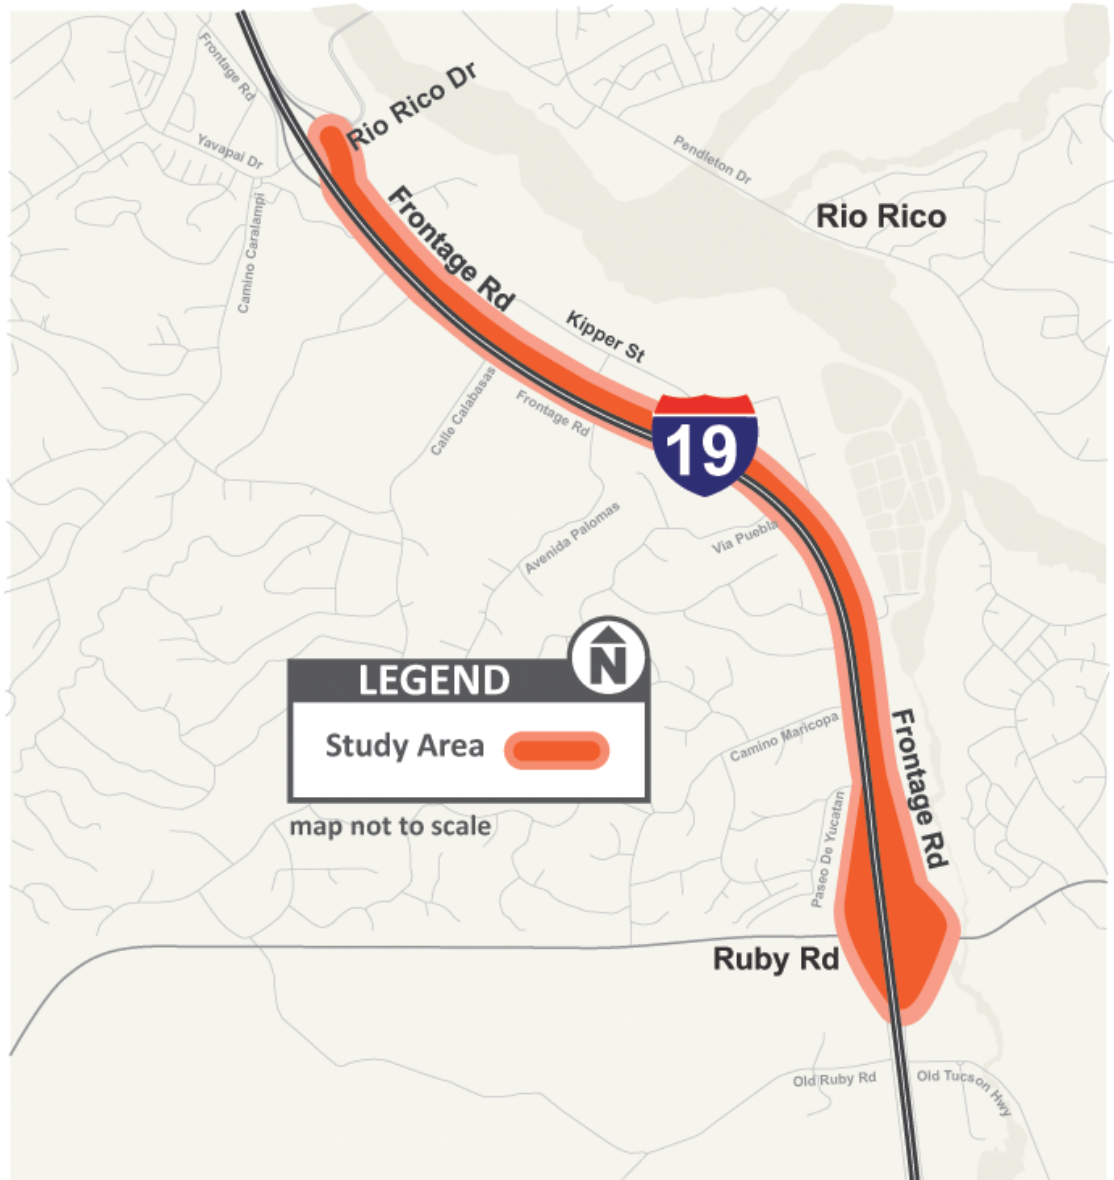 Frontage Rd
Rio Rico Dr
Yavapai Dr
Pendleton Dr
Camino Caralampi
Frontage Rd
Rio Rico
Kipper St
Calle Calabasas
Frontage Rd
19
Avenida Palomas
Via Puebla
N
LEGEND
Study Area
map not to scale
Camino Maricopa
Frontage Rd
Paseo De Yucatan
Ruby Rd
Old Ruby Rd
Old Tucson Hwy